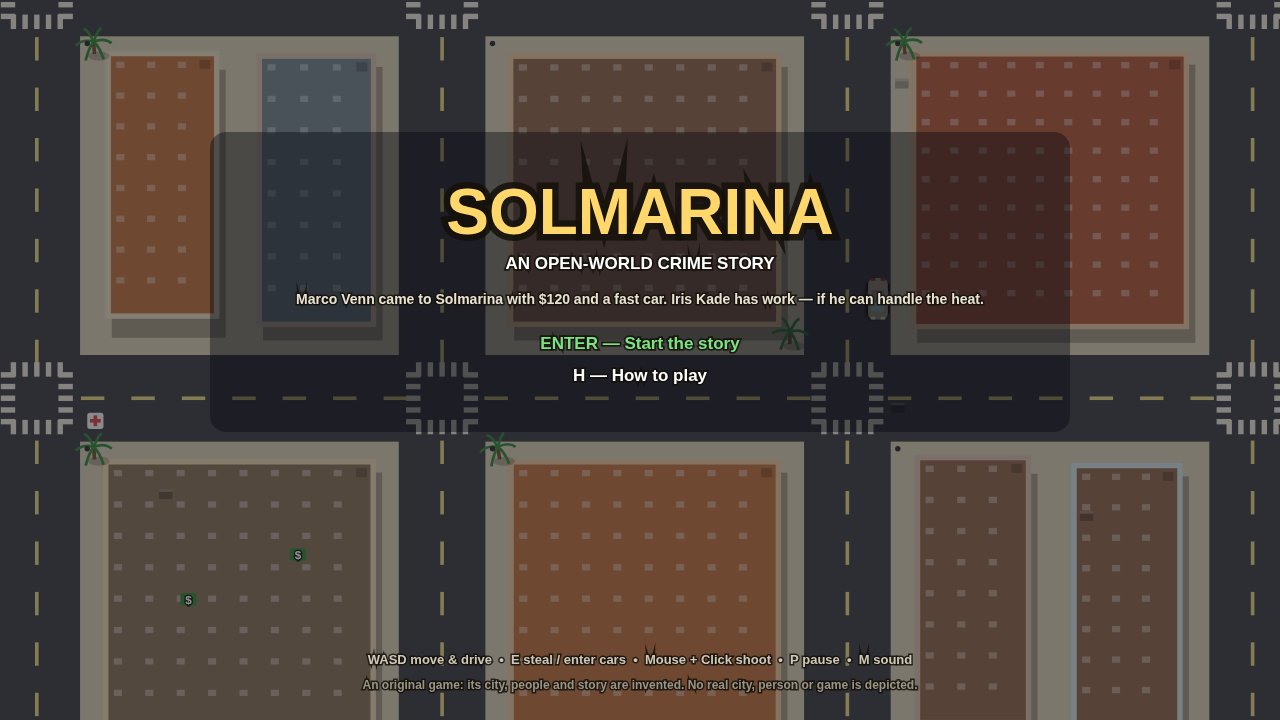 SOLMARINA
AN OPEN-WORLD CRIME STORY
Marco Venn came to Solmarina with $120 and a fast car. Iris Kade has work — if he can handle the heat.
ENTER — Start the story
H — How to play
$
$
WASD move & drive • E steal / enter cars • Mouse + Click shoot • P pause • M sound
An original game: its city, people and story are invented. No real city, person or game is depicted.